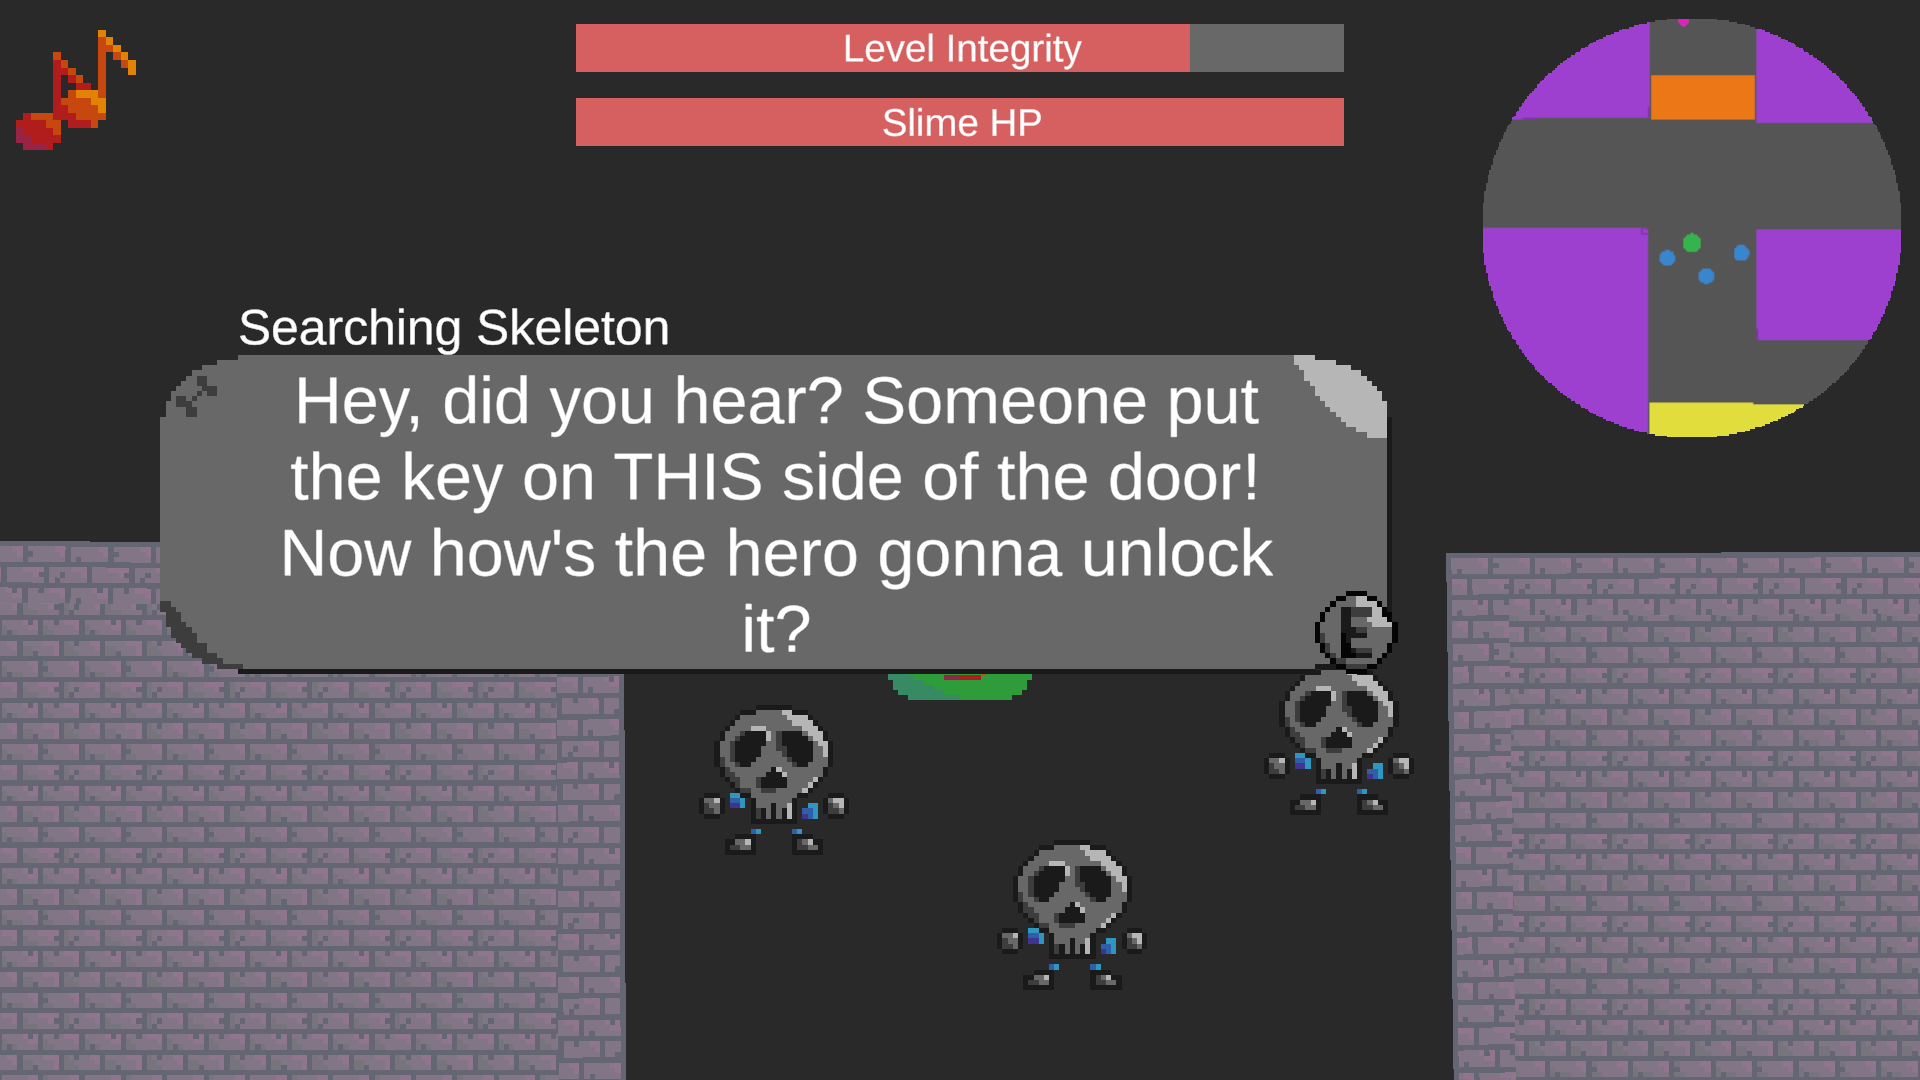 Level Integrity
Slime HP
Searching Skeleton
Hey, did you hear? Someone put
the key on THIS side of the door!
Now how's the hero gonna unlock
it?
E